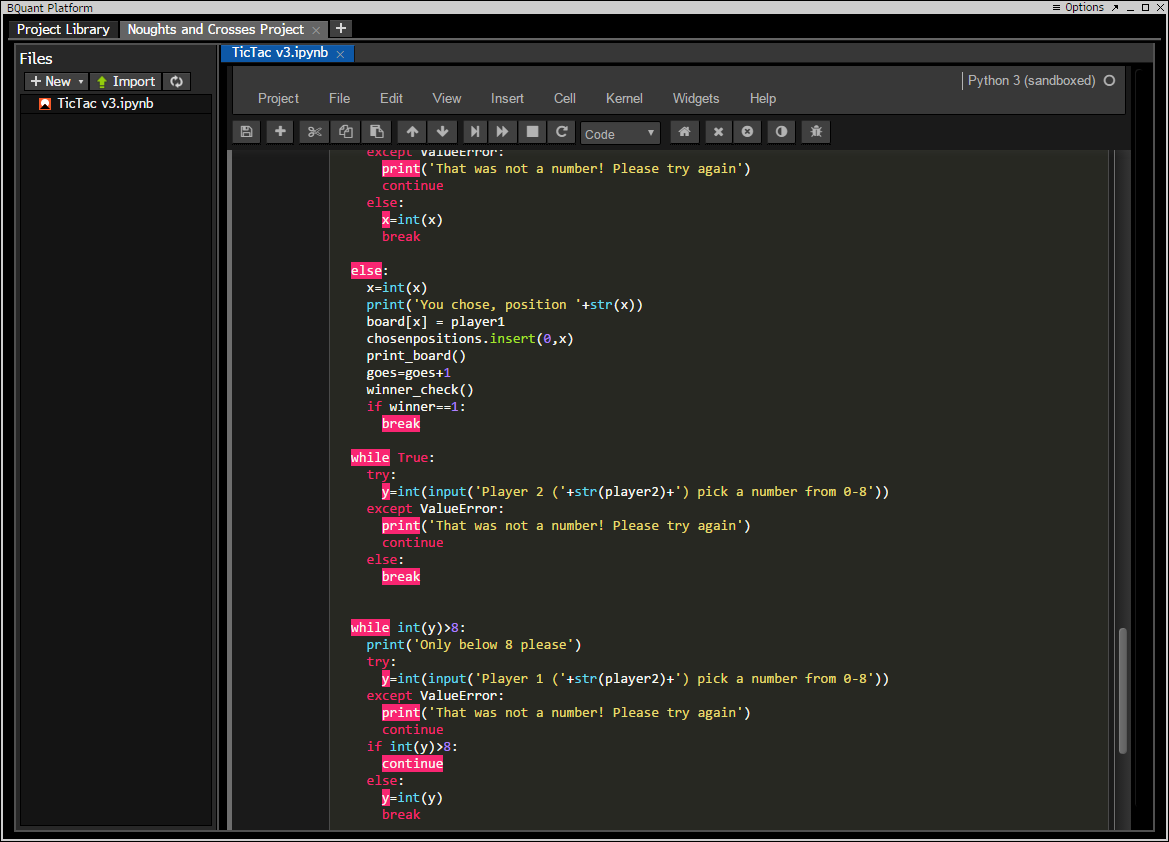 BQuant Platform
≡ Options
Project Library
Noughts and Crosses Project ×
+
Files
TicTac v3.ipynb ×
+ New
Import
TicTac v3.ipynb
Python 3 (sandboxed)
Project File Edit View Insert Cell Kernel Widgets Help
Code
except ValueError:
print('That was not a number! Please try again')
continue
else:
x=int(x)
break
else:
x=int(x)
print('You chose, position '+str(x))
board[x] = player1
chosenpositions.insert(0,x)
print_board()
goes=goes+1
winner_check()
if winner==1:
break
while True:
try:
y=int(input('Player 2 ('+str(player2)+') pick a number from 0-8'))
except ValueError:
print('That was not a number! Please try again')
continue
else:
break
while int(y)>8:
print('Only below 8 please')
try:
y=int(input('Player 1 ('+str(player2)+') pick a number from 0-8'))
except ValueError:
print('That was not a number! Please try again')
continue
if int(y)>8:
continue
else:
y=int(y)
break